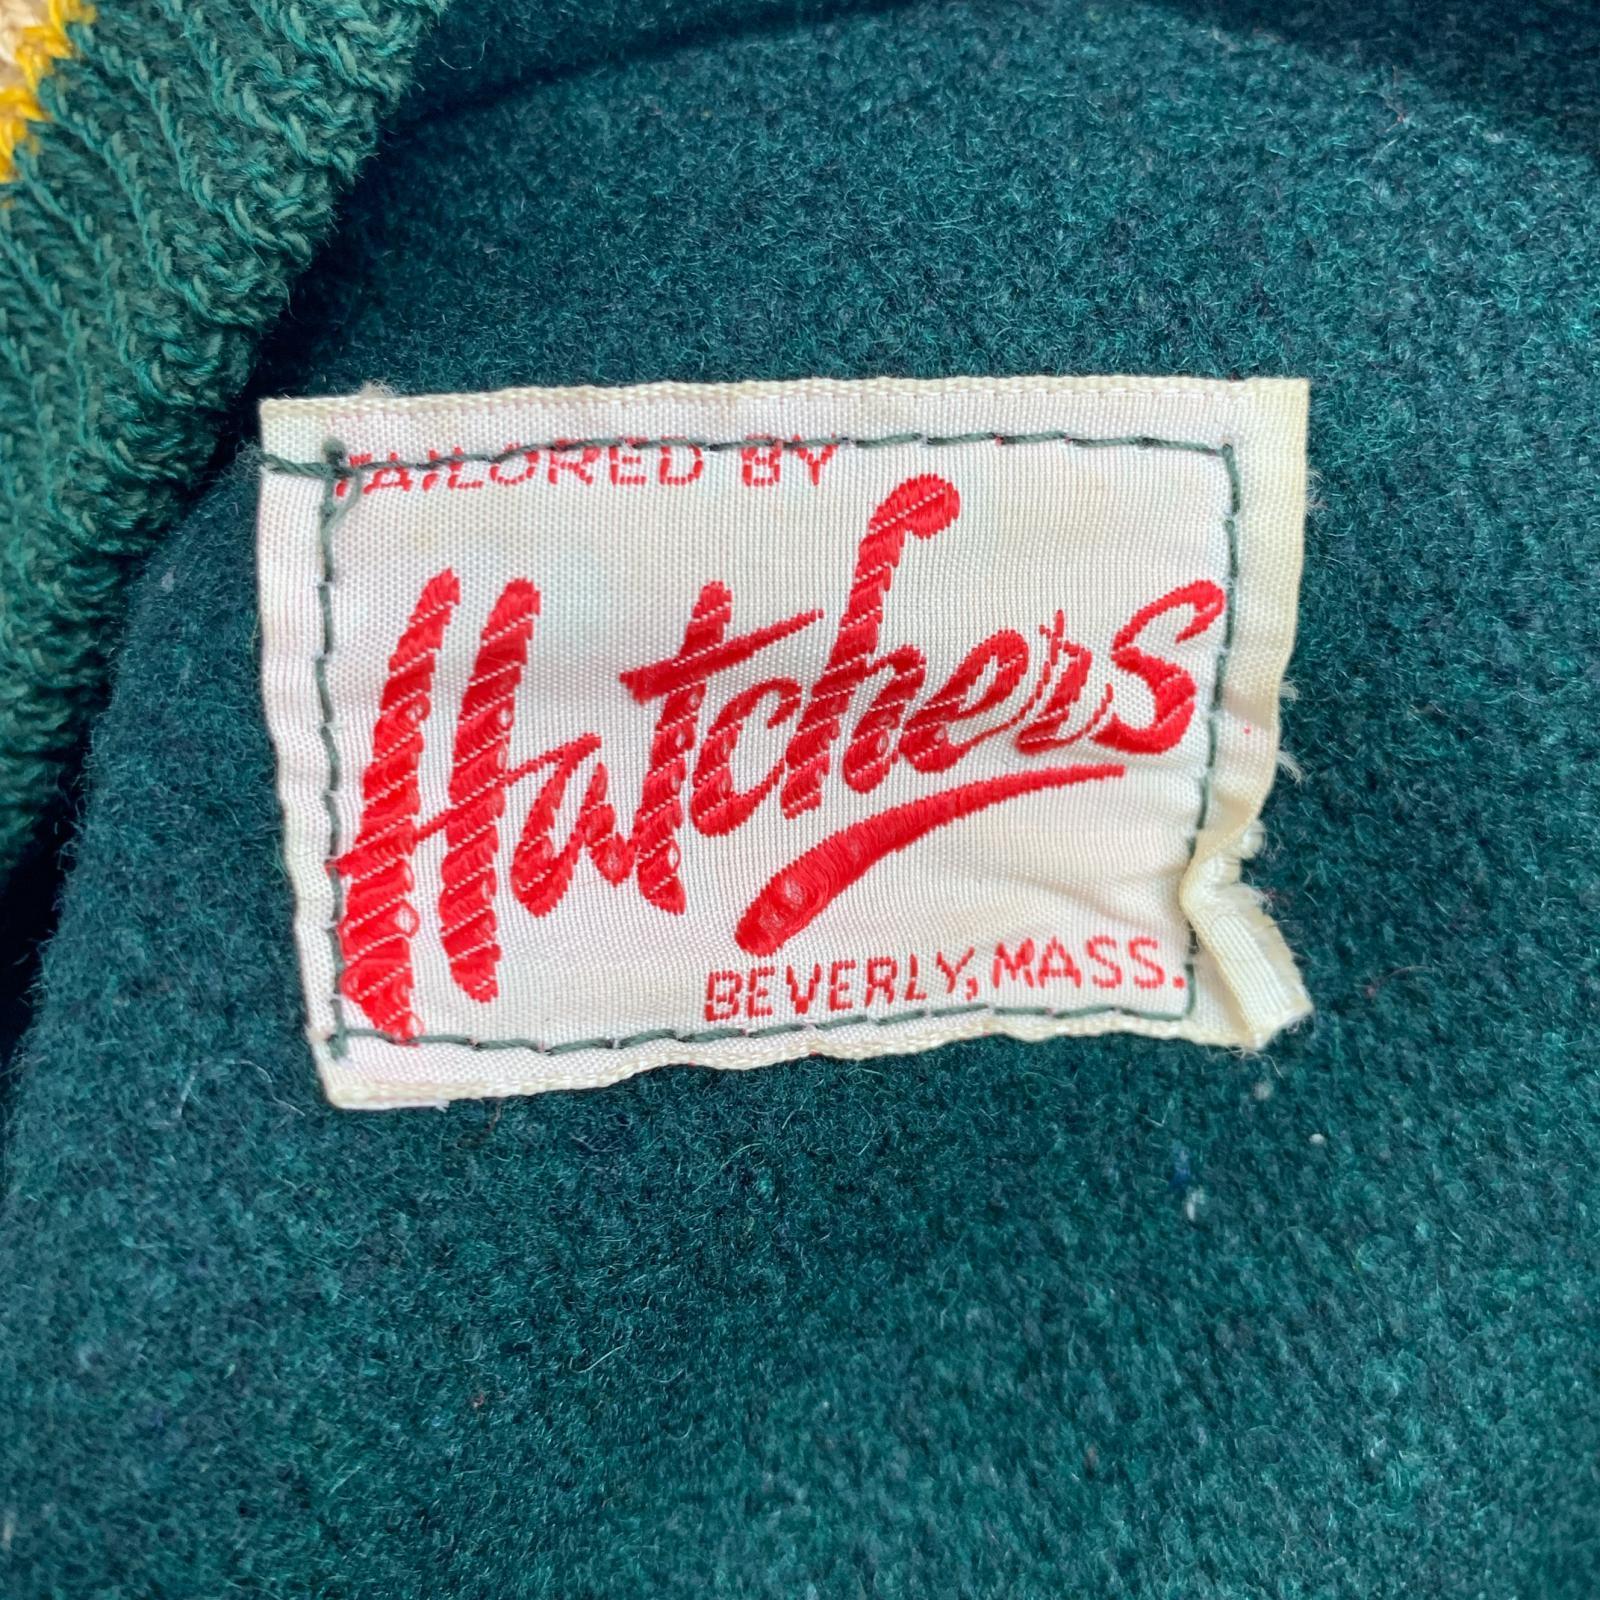 TAILORED BY
Hatchers
BEVERLY, MASS.